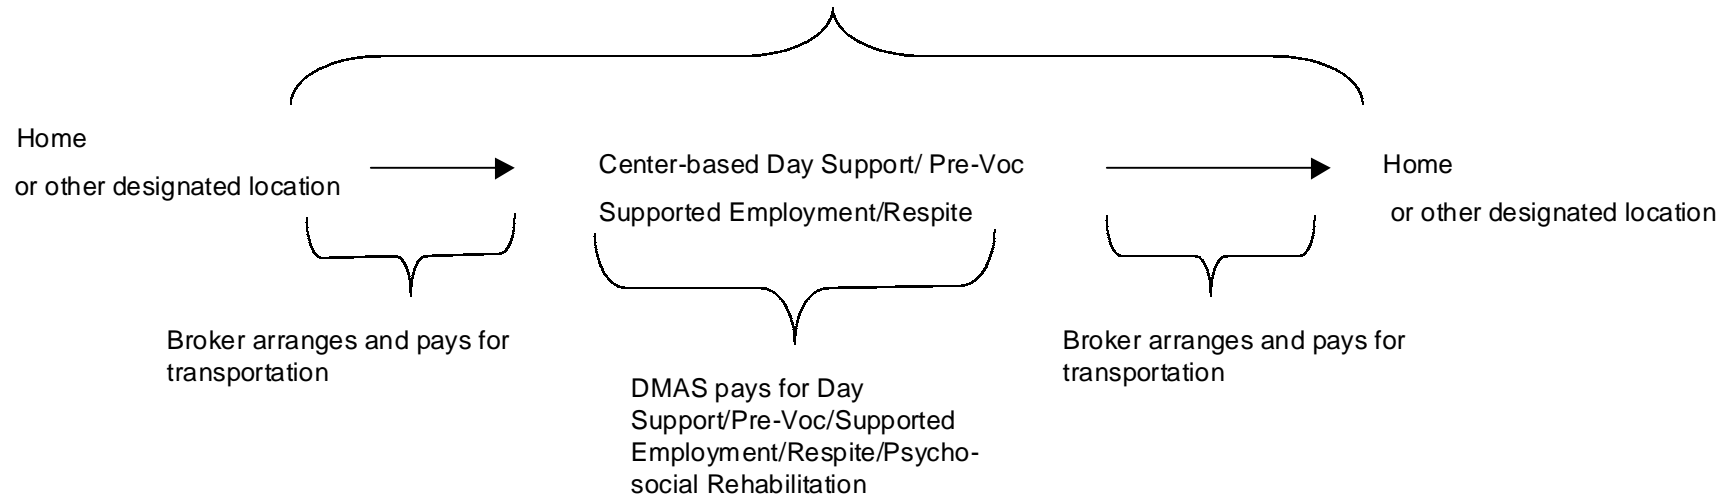 Home
or other designated location
Center-based Day Support/ Pre-Voc
Supported Employment/Respite
Home
or other designated location
Broker arranges and pays for
transportation
DMAS pays for Day
Support/Pre-Voc/Supported
Employment/Respite/Psycho-
social Rehabilitation
Broker arranges and pays for
transportation